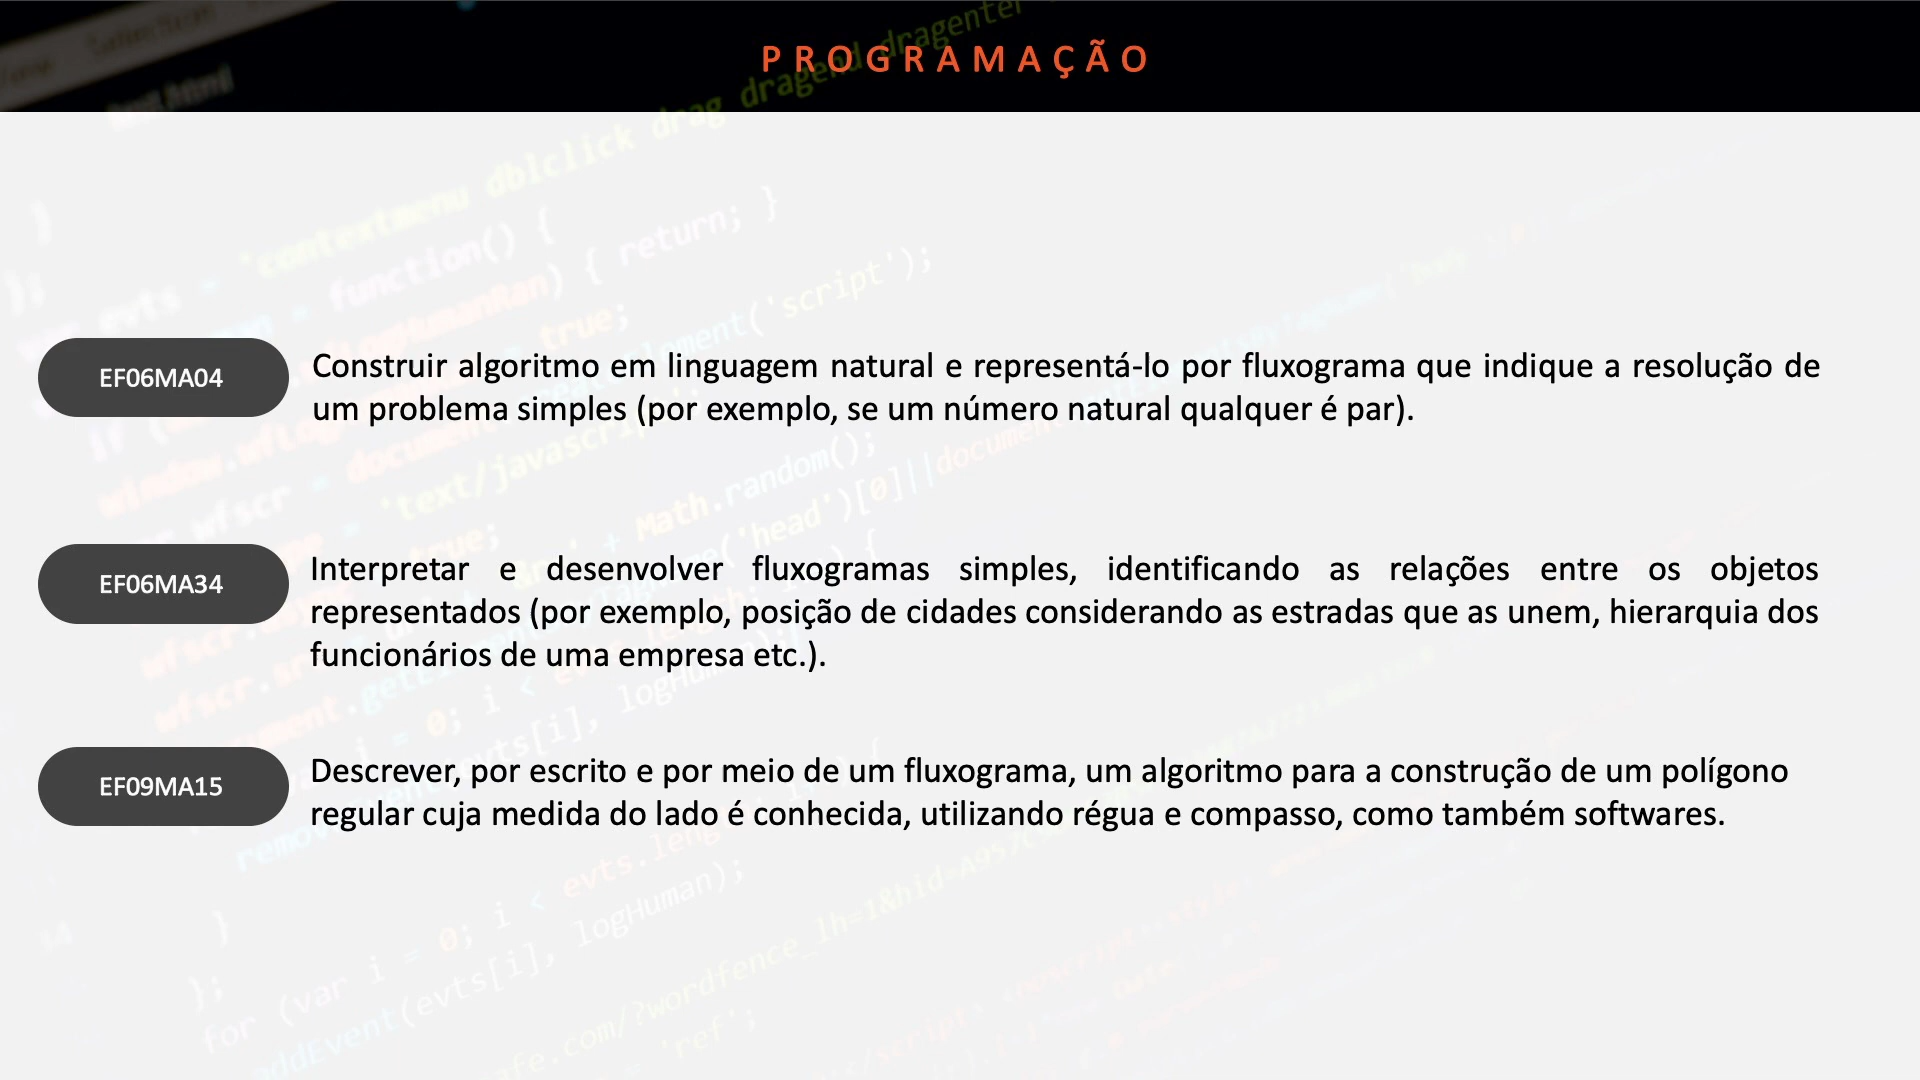 PROGRAMAÇÃO
EF06MA04
Construir algoritmo em linguagem natural e representá-lo por fluxograma que indique a resolução de
um problema simples (por exemplo, se um número natural qualquer é par).
EF06MA34
Interpretar e desenvolver fluxogramas simples, identificando as relações entre os objetos
representados (por exemplo, posição de cidades considerando as estradas que as unem, hierarquia dos
funcionários de uma empresa etc.).
EF09MA15
Descrever, por escrito e por meio de um fluxograma, um algoritmo para a construção de um polígono
regular cuja medida do lado é conhecida, utilizando régua e compasso, como também softwares.